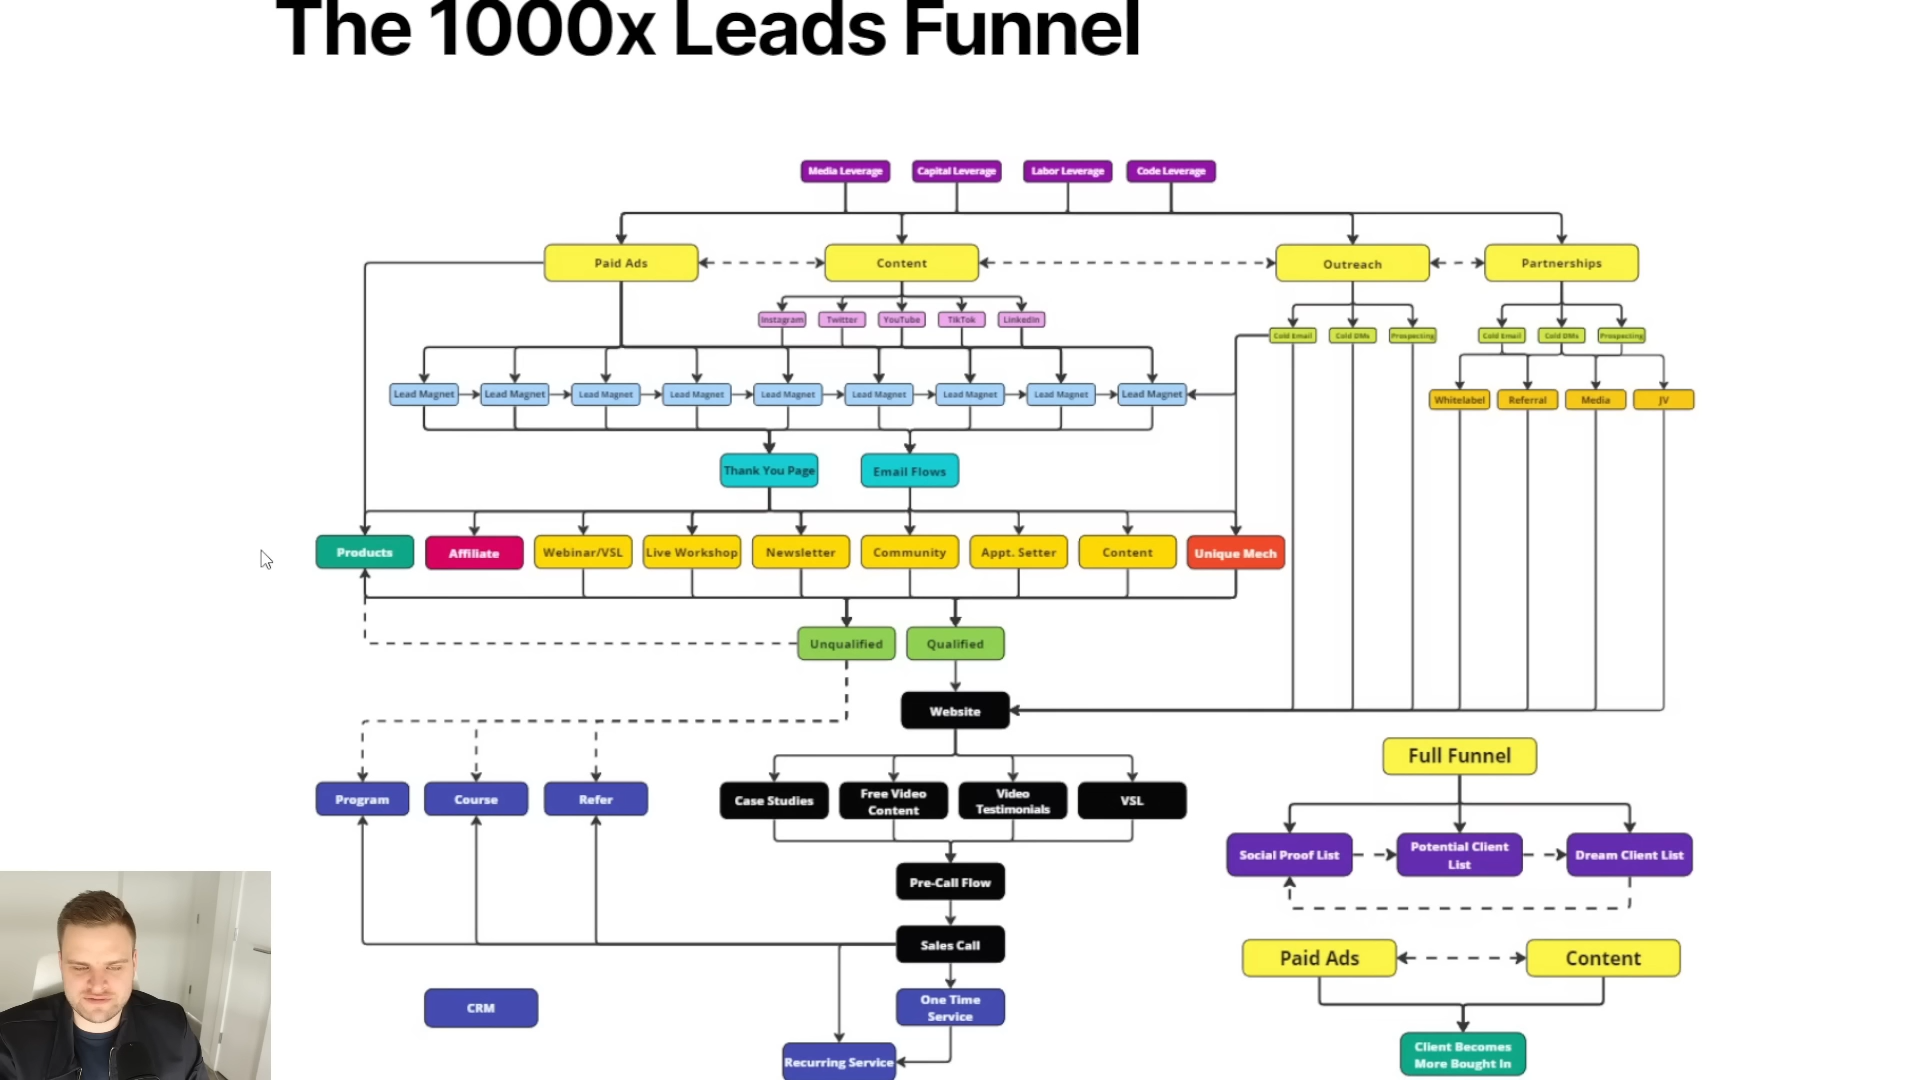 The 1000x Leads Funnel
Media Leverage
Capital Leverage
Labor Leverage
Code Leverage
Paid Ads
Content
Outreach
Partnerships
Instagram
Twitter
YouTube
TikTok
LinkedIn
Cold Email
Cold DMs
Prospecting
Cold Email
Cold DMs
Prospecting
Lead Magnet
Lead Magnet
Lead Magnet
Lead Magnet
Lead Magnet
Lead Magnet
Lead Magnet
Lead Magnet
Lead Magnet
Whitelabel
Referral
Media
JV
Thank You Page
Email Flows
Products
Affiliate
Webinar/VSL
Live Workshop
Newsletter
Community
Appt. Setter
Content
Unique Mech
Unqualified
Qualified
Website
Full Funnel
Program
Course
Refer
Case Studies
Free Video
Content
Video
Testimonials
VSL
Social Proof List
Potential Client
List
Dream Client List
Pre-Call Flow
Sales Call
Paid Ads
Content
CRM
One Time
Service
Recurring Service
Client Becomes
More Bought In